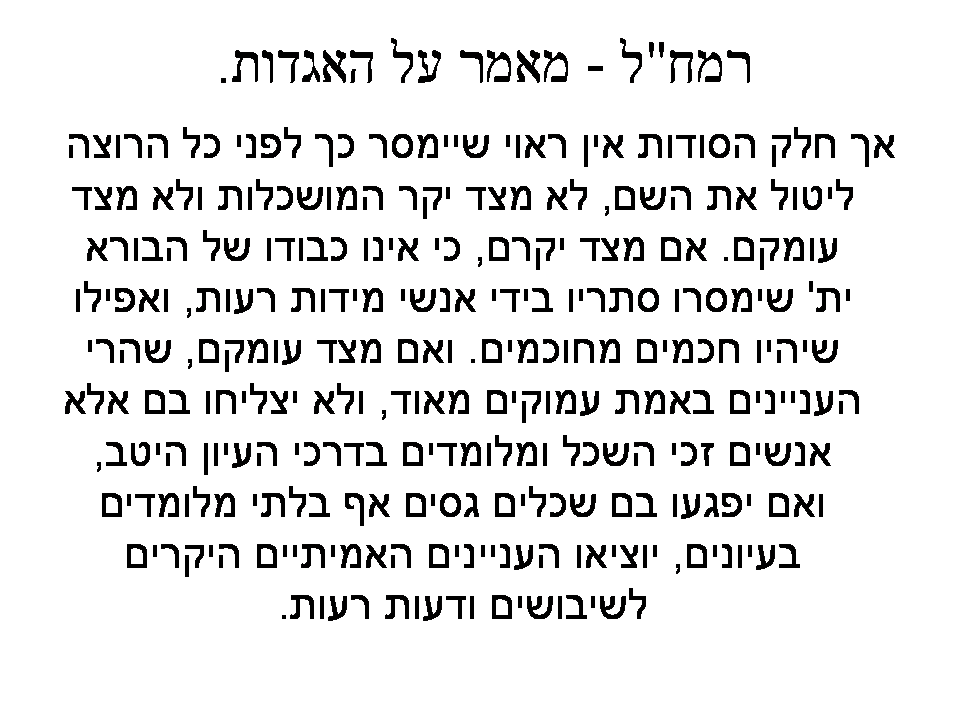 רמח"ל - מאמר על האגדות.
אך חלק הסודות אין ראוי שיימסר כך לפני כל הרוצה
ליטול את השם, לא מצד יקר המושכלות ולא מצד
עומקם. אם מצד יקרם, כי אינו כבודו של הבורא
ית' שימסרו סתריו בידי אנשי מידות רעות, ואפילו
שיהיו חכמים מחוכמים. ואם מצד עומקם, שהרי
העניינים באמת עמוקים מאוד, ולא יצליחו בם אלא
אנשים זכי השכל ומלומדים בדרכי העיון היטב,
ואם יפגעו בם שכלים גסים אף בלתי מלומדים
בעיונים, יוציאו העניינים האמיתיים היקרים
לשיבושים ודעות רעות.